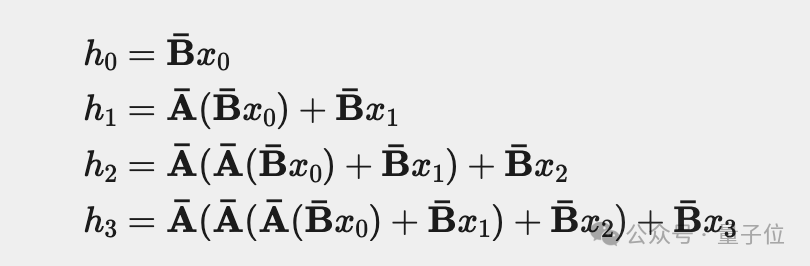 h₀ = B̄x₀
h₁ = Ā(B̄x₀) + B̄x₁
h₂ = Ā(Ā(B̄x₀) + B̄x₁) + B̄x₂
h₃ = Ā(Ā(Ā(B̄x₀) + B̄x₁) + B̄x₂) + B̄x₃
公众号 · 量子位